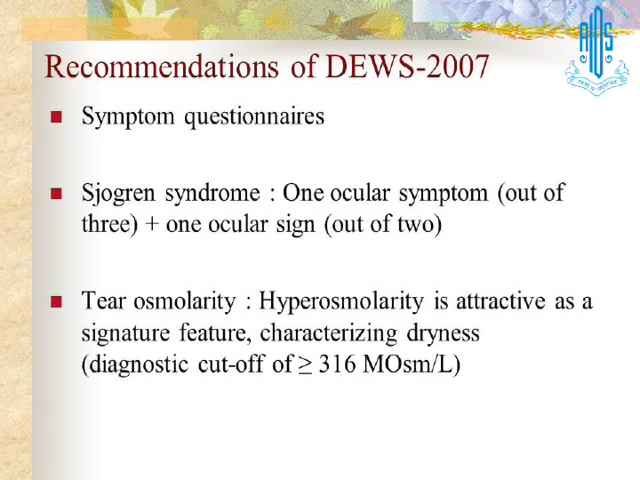 Recommendations of DEWS-2007
Symptom questionnaires
Sjogren syndrome : One ocular symptom (out of
three) + one ocular sign (out of two)
Tear osmolarity : Hyperosmolarity is attractive as a
signature feature, characterizing dryness
(diagnostic cut-off of ≥ 316 MOsm/L)
AIOS